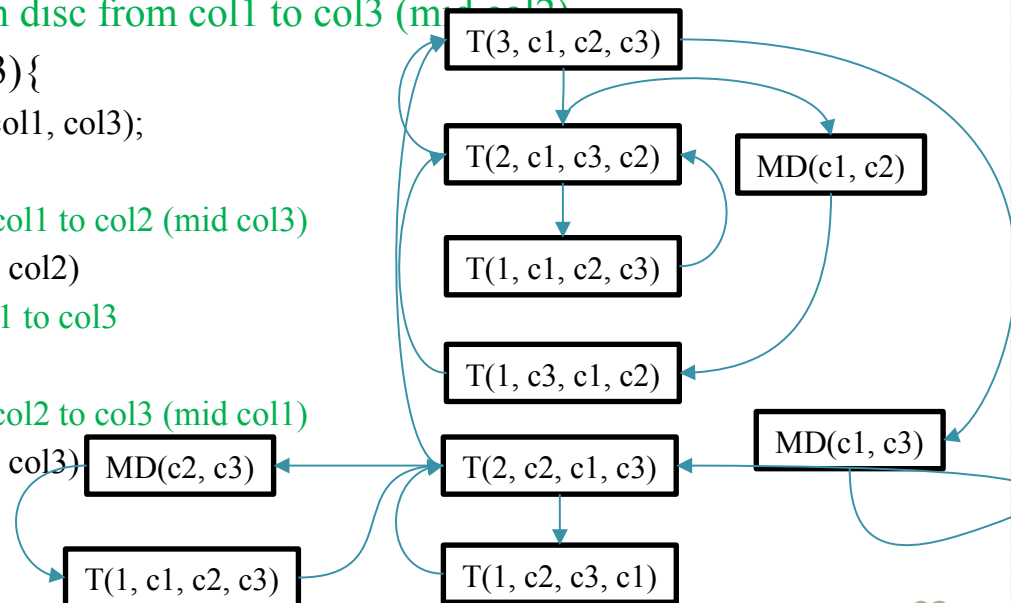 disc from col1 to col3 (mid col2)
T(3, c1, c2, c3)
3){
col1, col3);
T(2, c1, c3, c2)
MD(c1, c2)
col1 to col2 (mid col3)
col2)
T(1, c1, c2, c3)
1 to col3
T(1, c3, c1, c2)
col2 to col3 (mid col1)
MD(c1, c3)
col3)
MD(c2, c3)
T(2, c2, c1, c3)
T(1, c1, c2, c3)
T(1, c2, c3, c1)